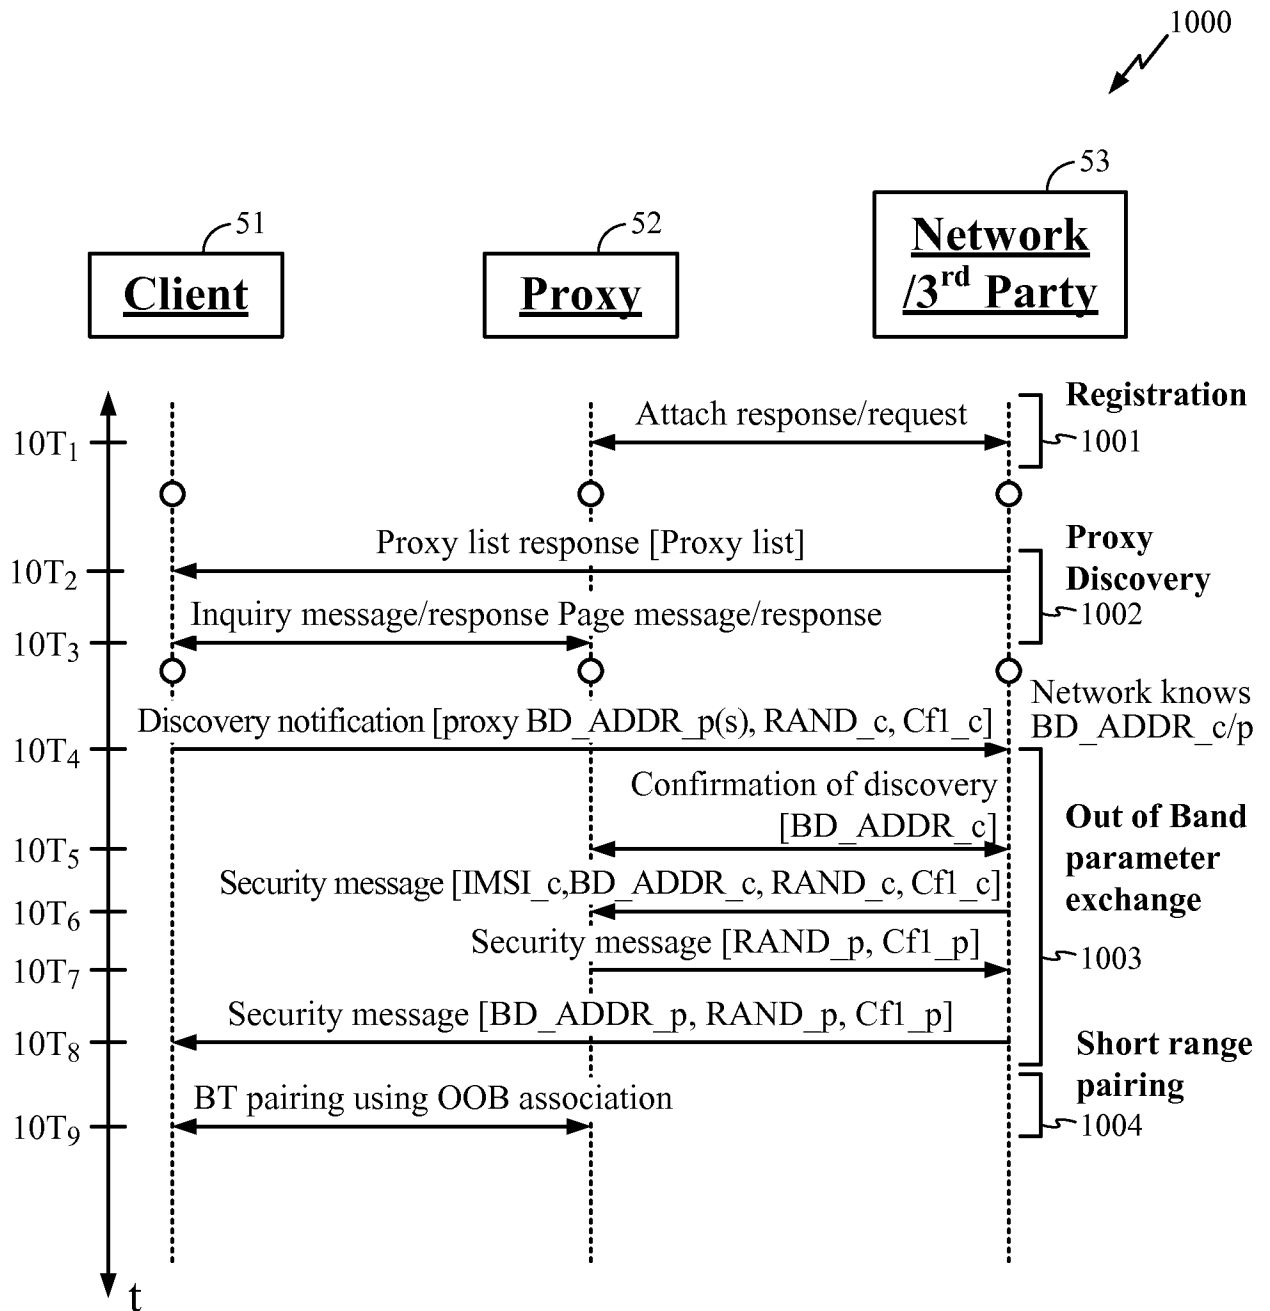 1000
53
51
52
Network
/3rd Party
Client
Proxy
Registration
Attach response/request
10T1
1001
Proxy list response [Proxy list]
Proxy
Discovery
10T2
Inquiry message/response Page message/response
1002
10T3
Network knows
BD_ADDR_c/p
Discovery notification [proxy BD_ADDR_p(s), RAND_c, Cf1_c]
10T4
Confirmation of discovery
[BD_ADDR_c]
10T5
Out of Band
parameter
exchange
Security message [IMSI_c,BD_ADDR_c, RAND_c, Cf1_c]
10T6
Security message [RAND_p, Cf1_p]
1003
10T7
Security message [BD_ADDR_p, RAND_p, Cf1_p]
10T8
Short range
pairing
BT pairing using OOB association
10T9
1004
t